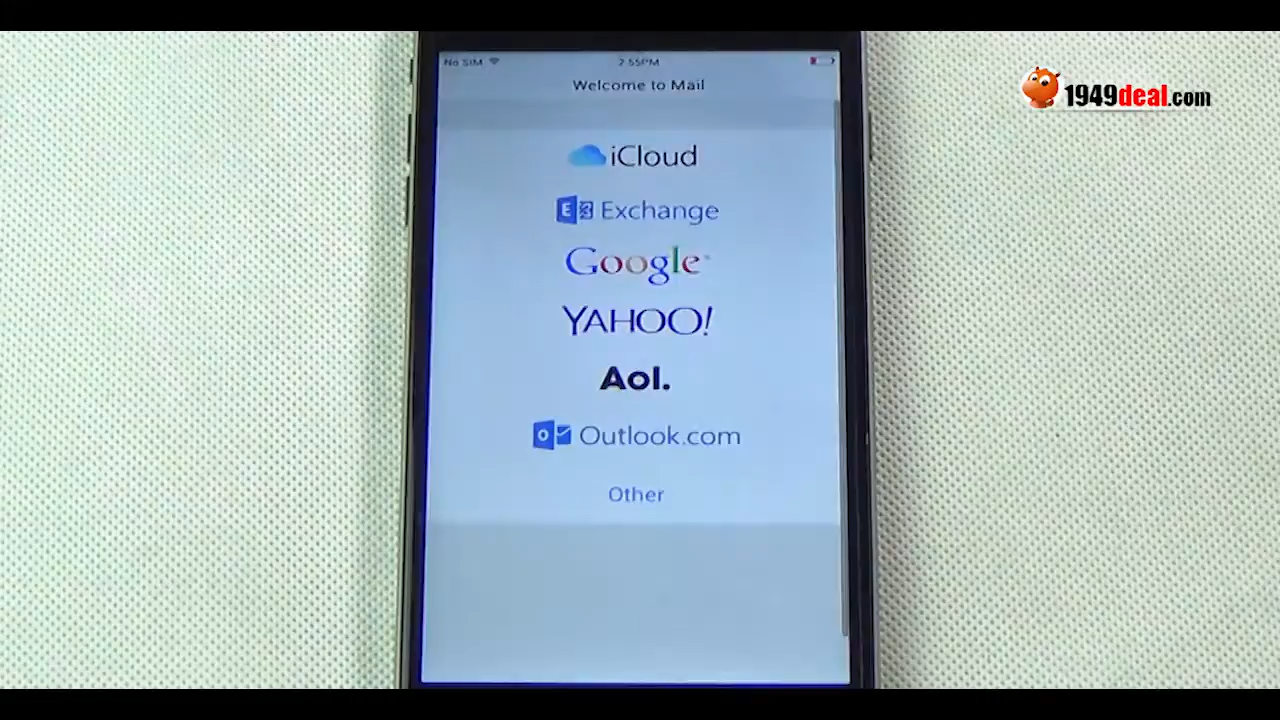 No SIM 2:55PM
Welcome to Mail
1949deal.com
iCloud
E Exchange
Google
YAHOO!
Aol.
O Outlook.com
Other